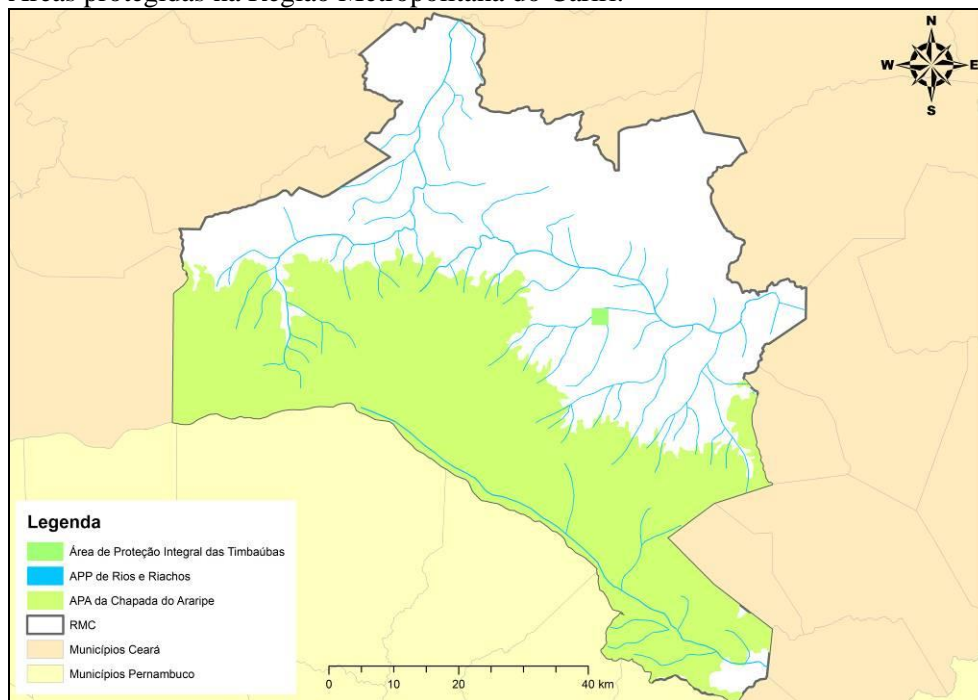 Áreas protegidas na Região Metropolitana do Cariri.
N
W E
S
Legenda
Área de Proteção Integral das Timbaúbas
APP de Rios e Riachos
APA da Chapada do Araripe
RMC
Municípios Ceará
Municípios Pernambuco
0 10 20 40 km